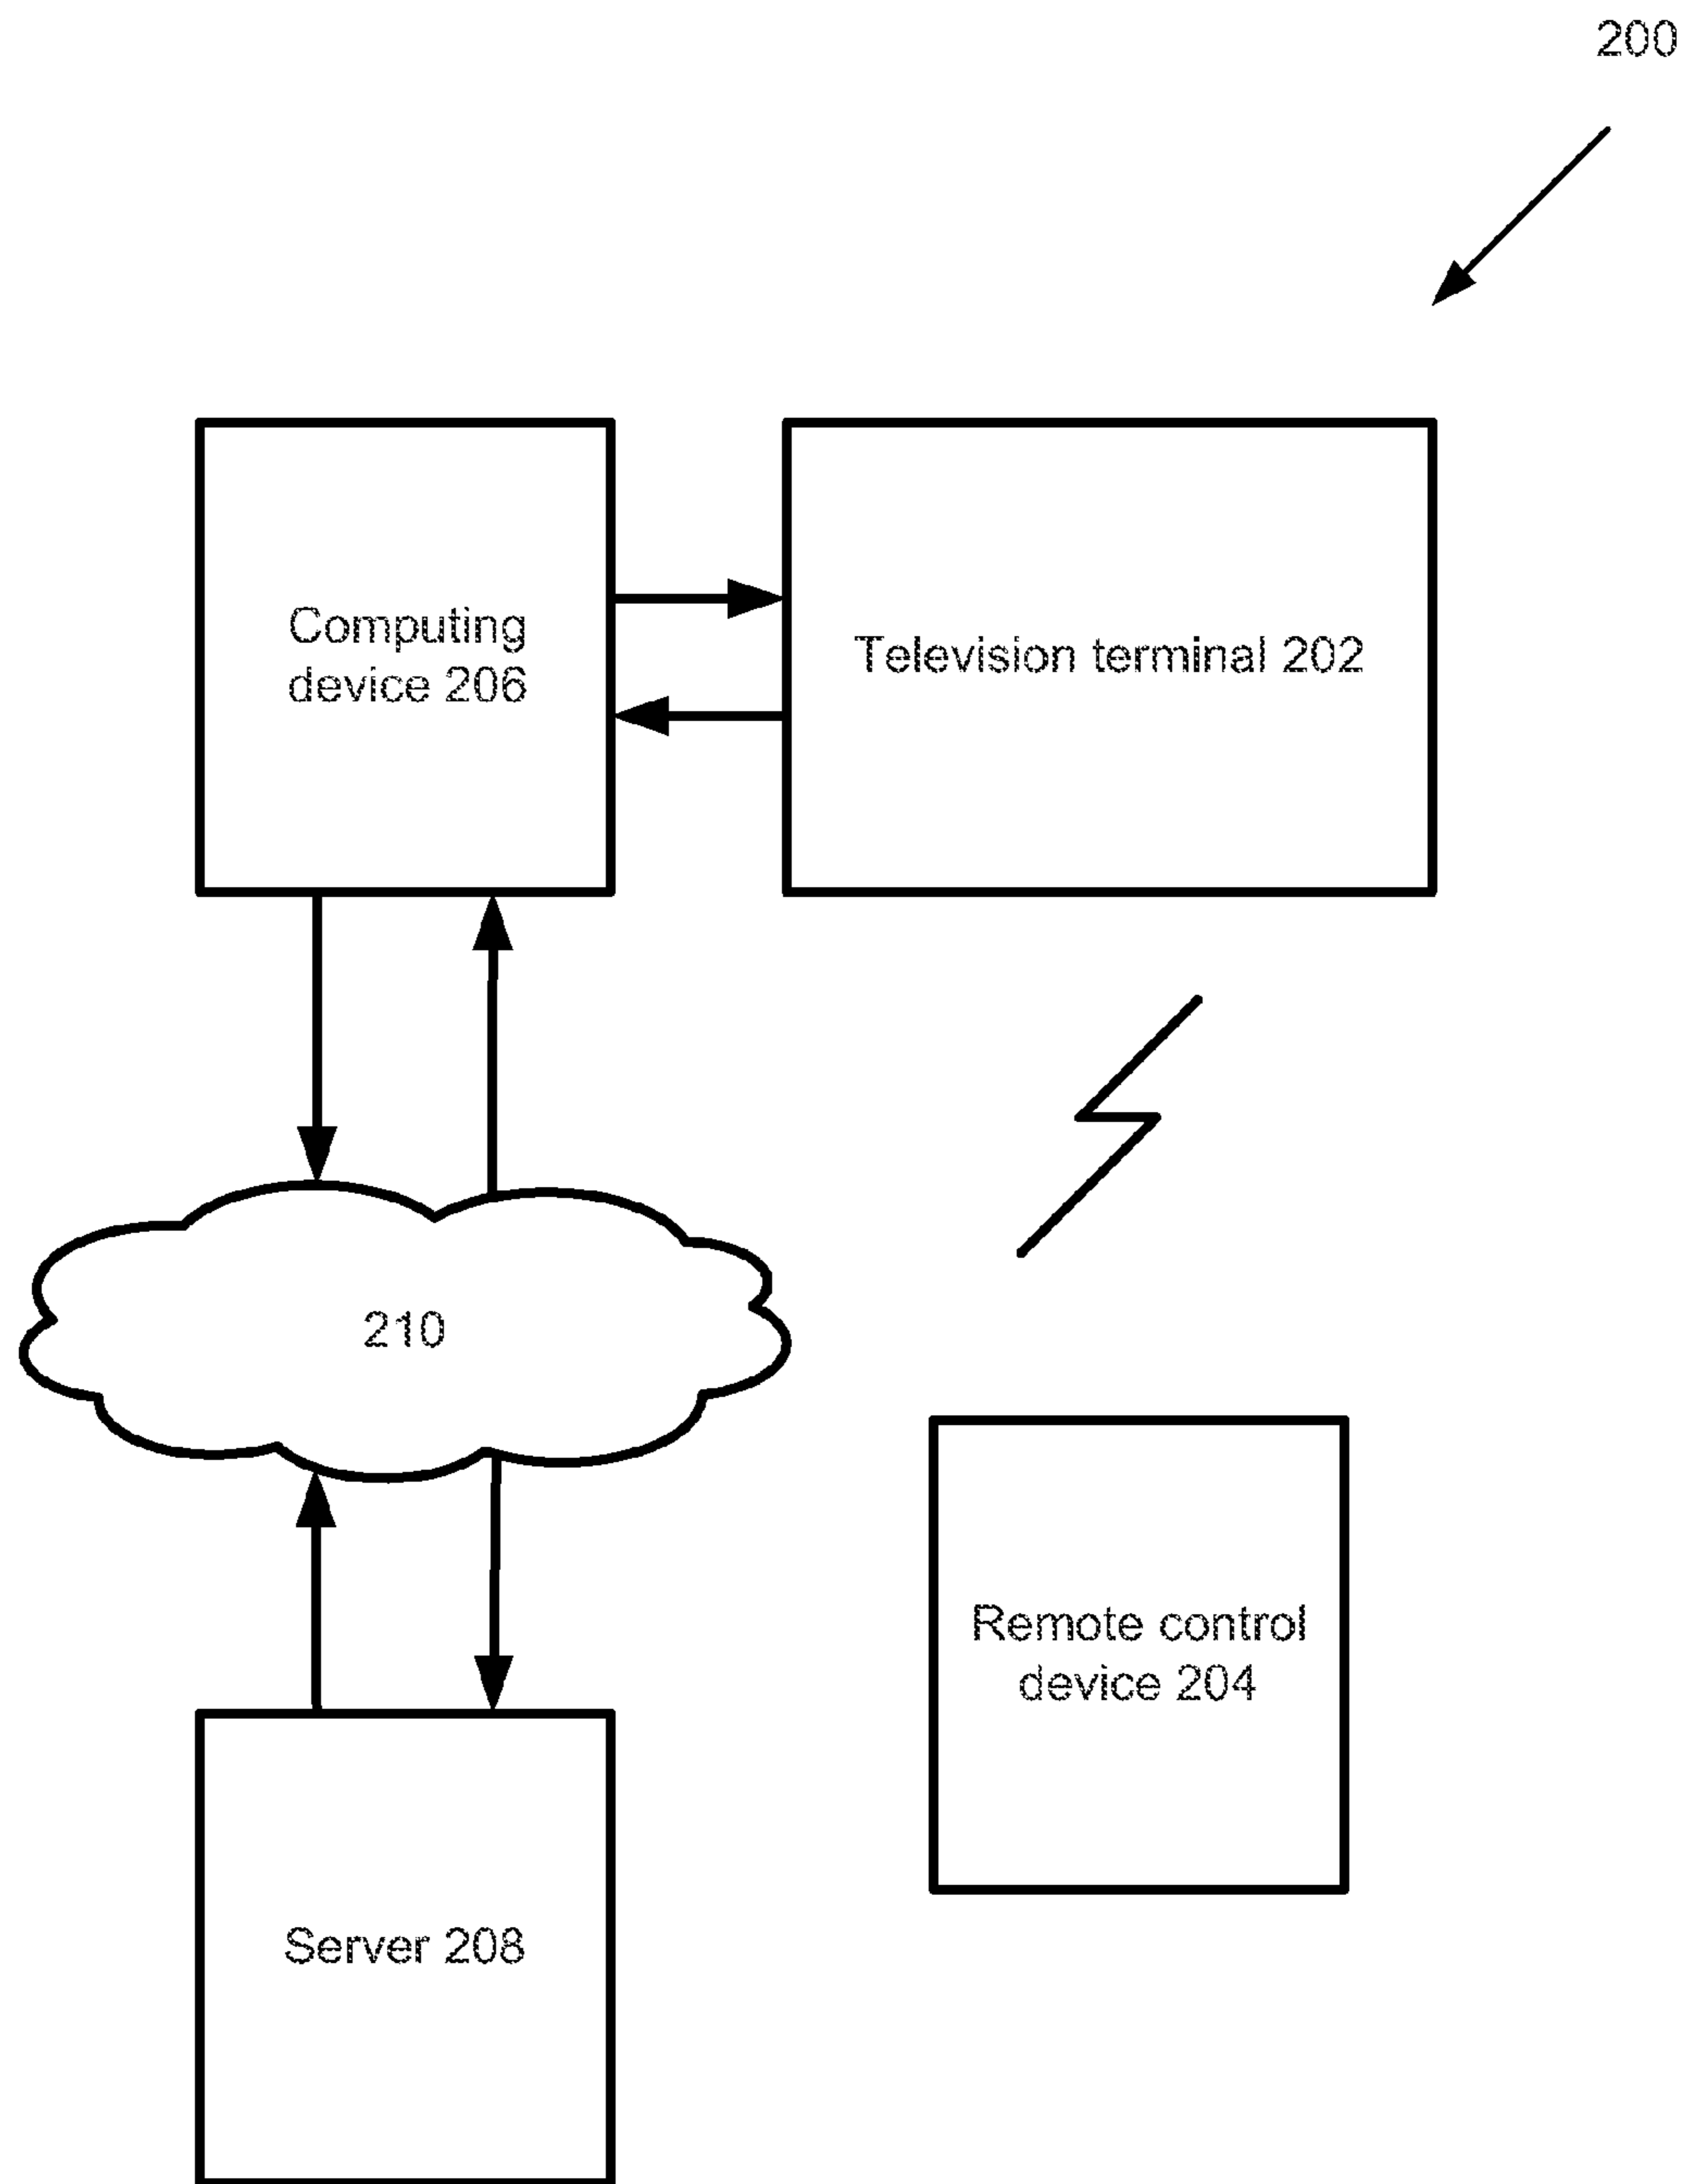 200
Computing
device 206
Television terminal 202
210
Remote control
device 204
Server 208